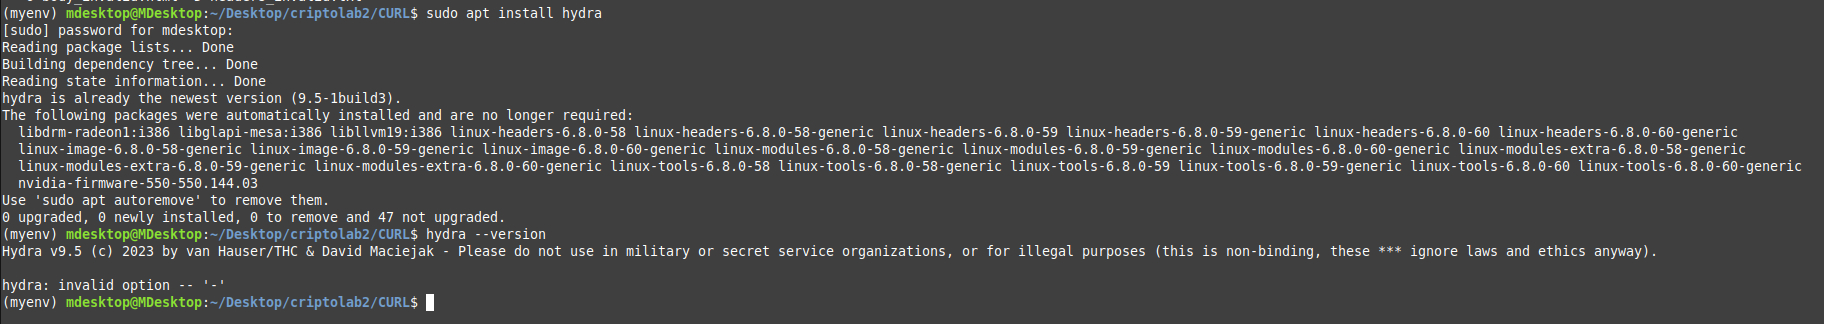 (myenv) mdesktop@MDesktop:~/Desktop/criptolab2/CURL$ sudo apt install hydra
[sudo] password for mdesktop:
Reading package lists... Done
Building dependency tree... Done
Reading state information... Done
hydra is already the newest version (9.5-1build3).
The following packages were automatically installed and are no longer required:
  libdrm-radeon1:i386 libglapi-mesa:i386 libllvm19:i386 linux-headers-6.8.0-58 linux-headers-6.8.0-58-generic linux-headers-6.8.0-59 linux-headers-6.8.0-59-generic linux-headers-6.8.0-60 linux-headers-6.8.0-60-generic
  linux-image-6.8.0-58-generic linux-image-6.8.0-59-generic linux-image-6.8.0-60-generic linux-modules-6.8.0-58-generic linux-modules-6.8.0-59-generic linux-modules-6.8.0-60-generic linux-modules-extra-6.8.0-58-generic
  linux-modules-extra-6.8.0-59-generic linux-modules-extra-6.8.0-60-generic linux-tools-6.8.0-58 linux-tools-6.8.0-58-generic linux-tools-6.8.0-59 linux-tools-6.8.0-59-generic linux-tools-6.8.0-60 linux-tools-6.8.0-60-generic
  nvidia-firmware-550-550.144.03
Use 'sudo apt autoremove' to remove them.
0 upgraded, 0 newly installed, 0 to remove and 47 not upgraded.
(myenv) mdesktop@MDesktop:~/Desktop/criptolab2/CURL$ hydra --version
Hydra v9.5 (c) 2023 by van Hauser/THC & David Maciejak - Please do not use in military or secret service organizations, or for illegal purposes (this is non-binding, these *** ignore laws and ethics anyway).

hydra: invalid option -- '-'
(myenv) mdesktop@MDesktop:~/Desktop/criptolab2/CURL$